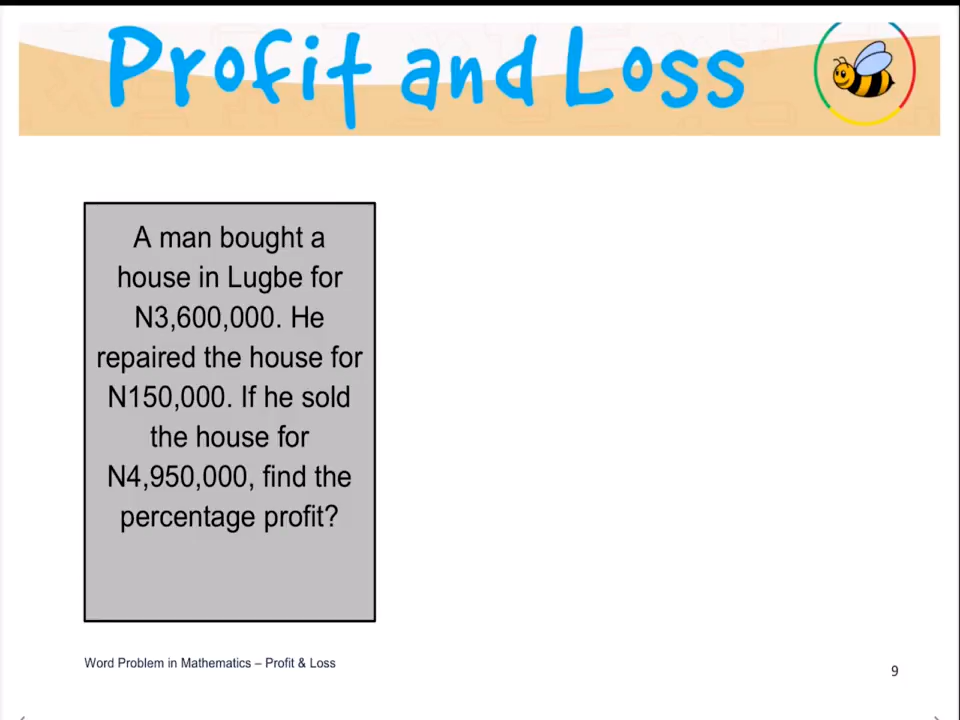 Profit and Loss
A man bought a
house in Lugbe for
N3,600,000. He
repaired the house for
N150,000. If he sold
the house for
N4,950,000, find the
percentage profit?
Word Problem in Mathematics – Profit & Loss
9